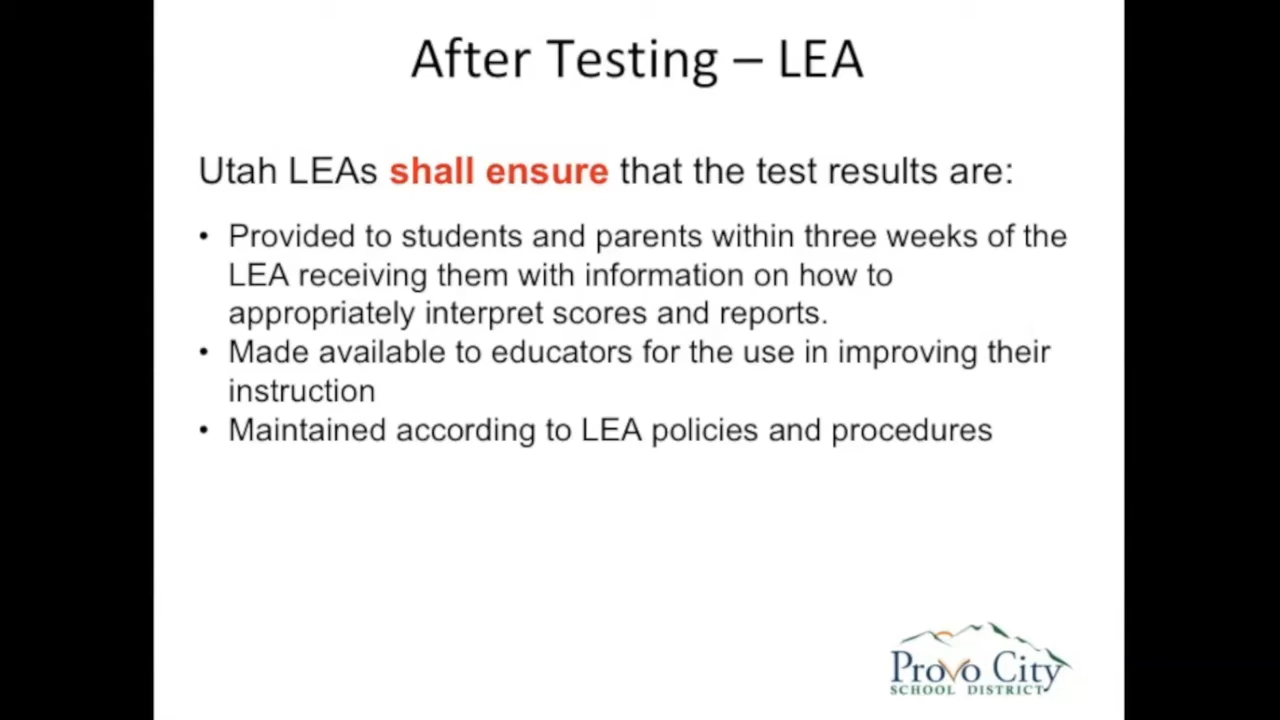 After Testing – LEA
Utah LEAs shall ensure that the test results are:
• Provided to students and parents within three weeks of the
LEA receiving them with information on how to
appropriately interpret scores and reports.
• Made available to educators for the use in improving their
instruction
• Maintained according to LEA policies and procedures
Provo City
SCHOOL DISTRICT